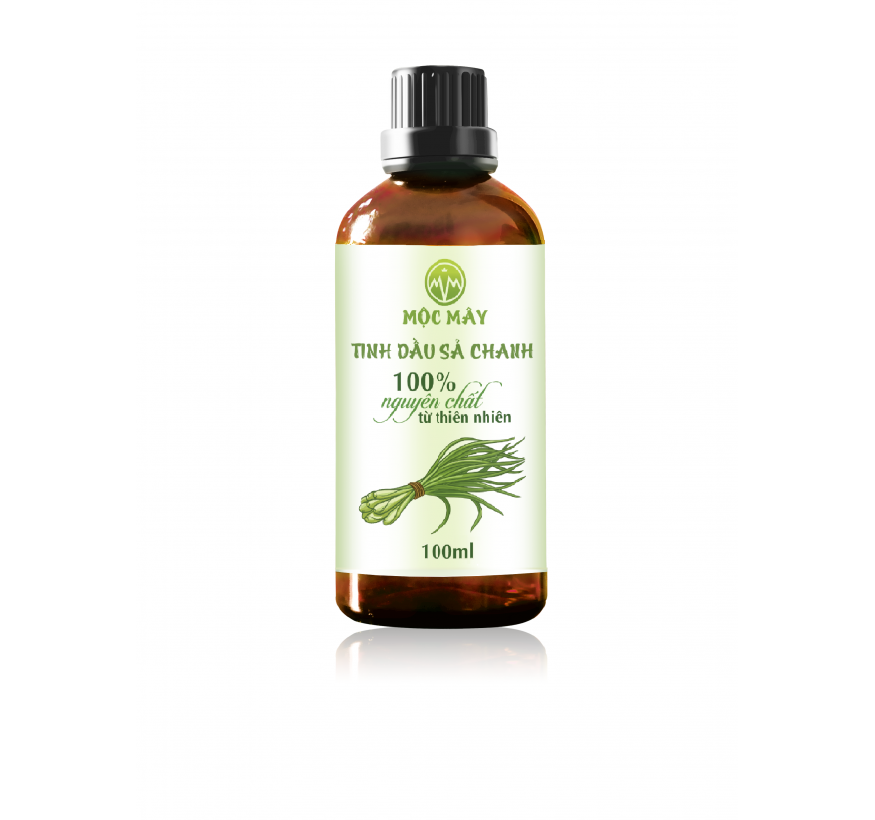 MỘC MÂY
TINH DẦU SẢ CHANH
100%
nguyên chất
từ thiên nhiên
100ml